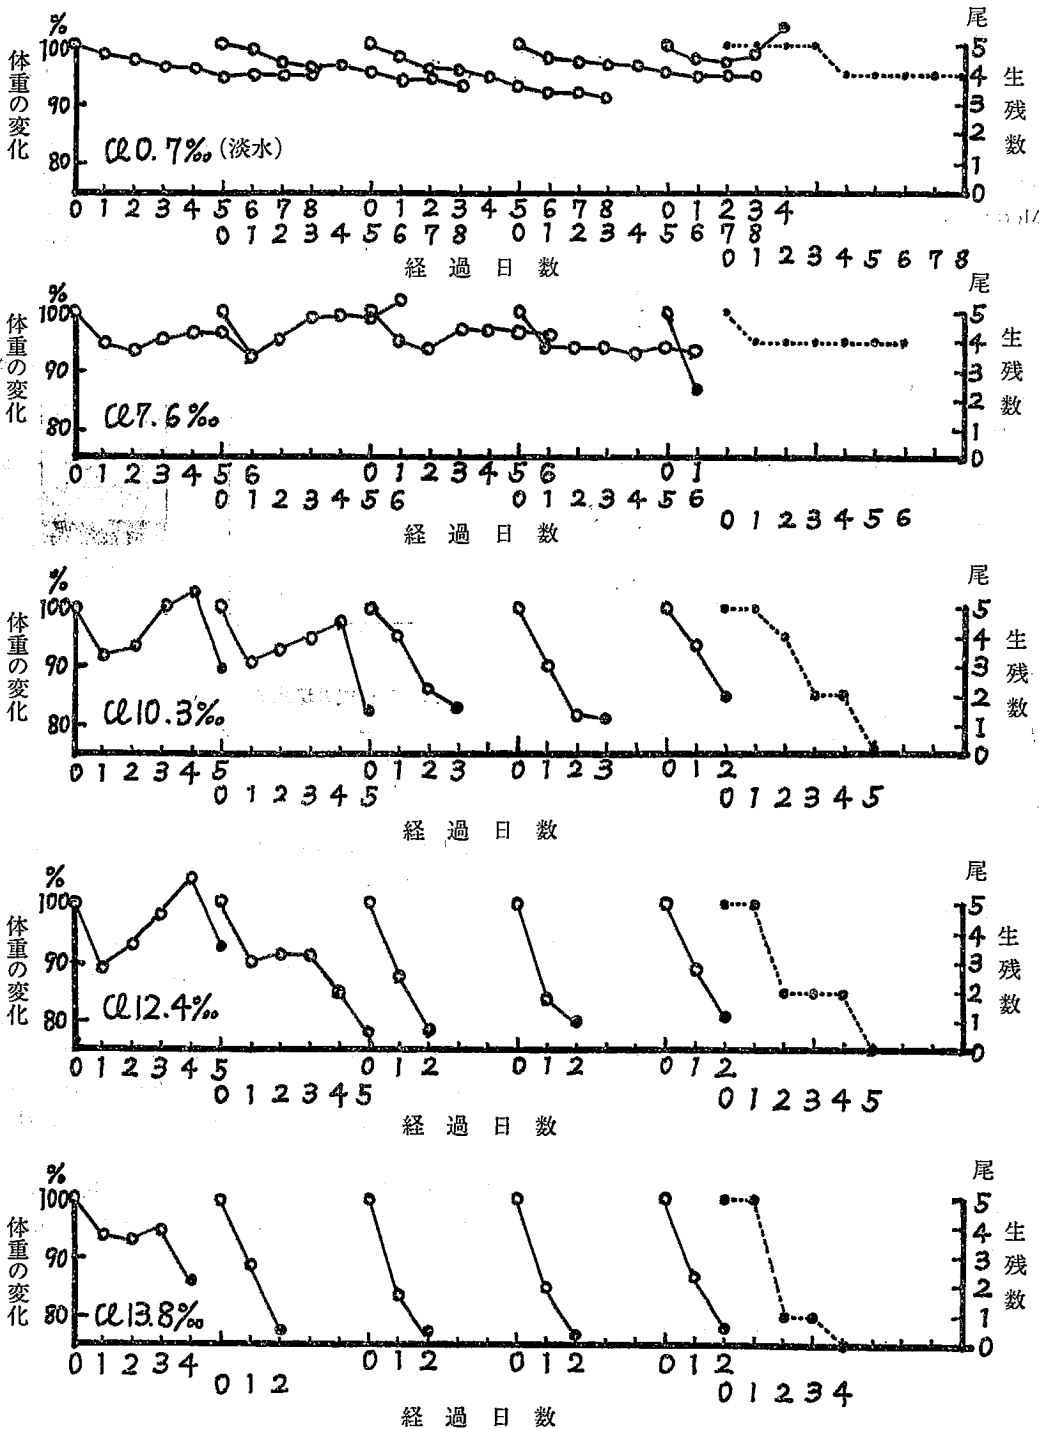 % 尾
体重の変化 100 90 80
Cl 0.7‰ (淡水)
5 4 3 2 1 0 生残数
0 1 2 3 4 5 6 7 8 0 1 2 3 4 5 6 7 8 0 1 2 3 4
0 1 2 3 4 5 6 7 8 0 1 2 3 4 5 6 7 8
0 1 2 3 4 5 6 7 8
経過日数
% 尾
体重の変化 100 90 80
Cl 7.6‰
5 4 3 2 1 0 生残数
0 1 2 3 4 5 6 0 1 2 3 4 5 6 0 1
0 1 2 3 4 5 6 0 1 2 3 4 5 6
0 1 2 3 4 5 6
経過日数
% 尾
体重の変化 100 90 80
Cl 10.3‰
5 4 3 2 1 0 生残数
0 1 2 3 4 5 0 1 2 3 0 1 2 3 0 1 2
0 1 2 3 4 5 0 1 2 3 4 5
経過日数
% 尾
体重の変化 100 90 80
Cl 12.4‰
5 4 3 2 1 0 生残数
0 1 2 3 4 5 0 1 2 0 1 2 0 1 2
0 1 2 3 4 5 0 1 2 3 4 5
経過日数
% 尾
体重の変化 100 90 80
Cl 13.8‰
5 4 3 2 1 0 生残数
0 1 2 3 4 0 1 2 0 1 2 0 1 2
0 1 2 0 1 2 3 4
経過日数